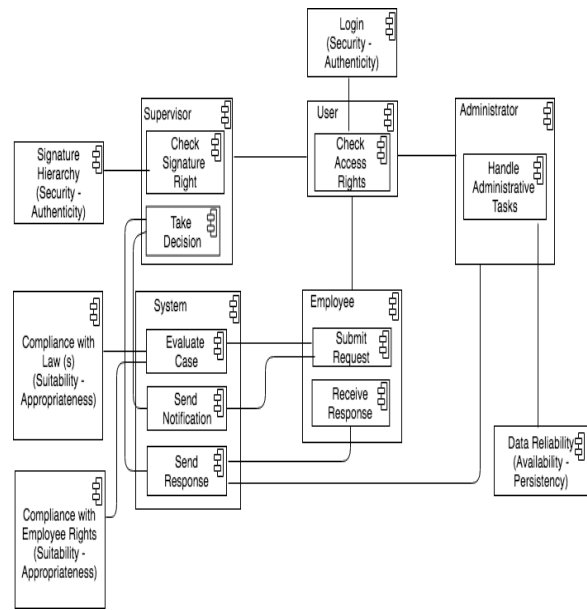 Login
(Security -
Authenticity)
Supervisor
User
Administrator
Signature
Hierarchy
(Security -
Authenticity)
Check
Signature
Right
Check
Access
Rights
Handle
Administrative
Tasks
Take
Decision
System
Employee
Compliance with
Law (s)
(Suitability -
Appropriateness)
Evaluate
Case
Submit
Request
Send
Notification
Receive
Response
Send
Response
Data Reliability
(Availability -
Persistency)
Compliance with
Employee Rights
(Suitability -
Appropriateness)